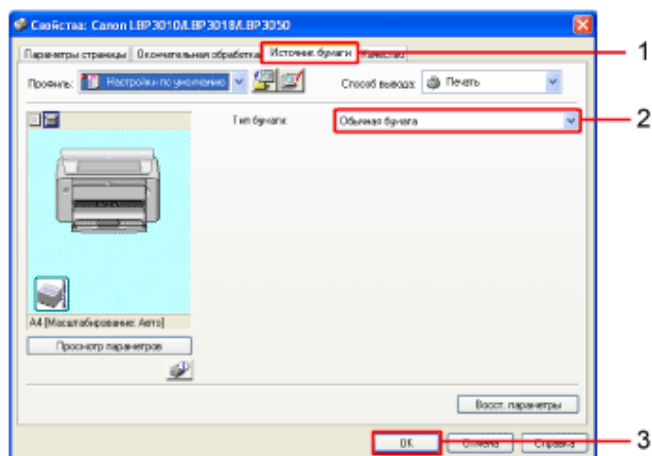 Свойства: Canon LBP3010/LBP3018/LBP3050
Параметры страницы Окончательная обработка Источник бумаги Качество 1
Профиль: Настройки по умолчанию Способ вывода: Печать
Тип бумаги: Обычная бумага 2
A4 [Масштабирование: Авто]
Просмотр параметров
Восст. параметры
OK Отмена Справка 3